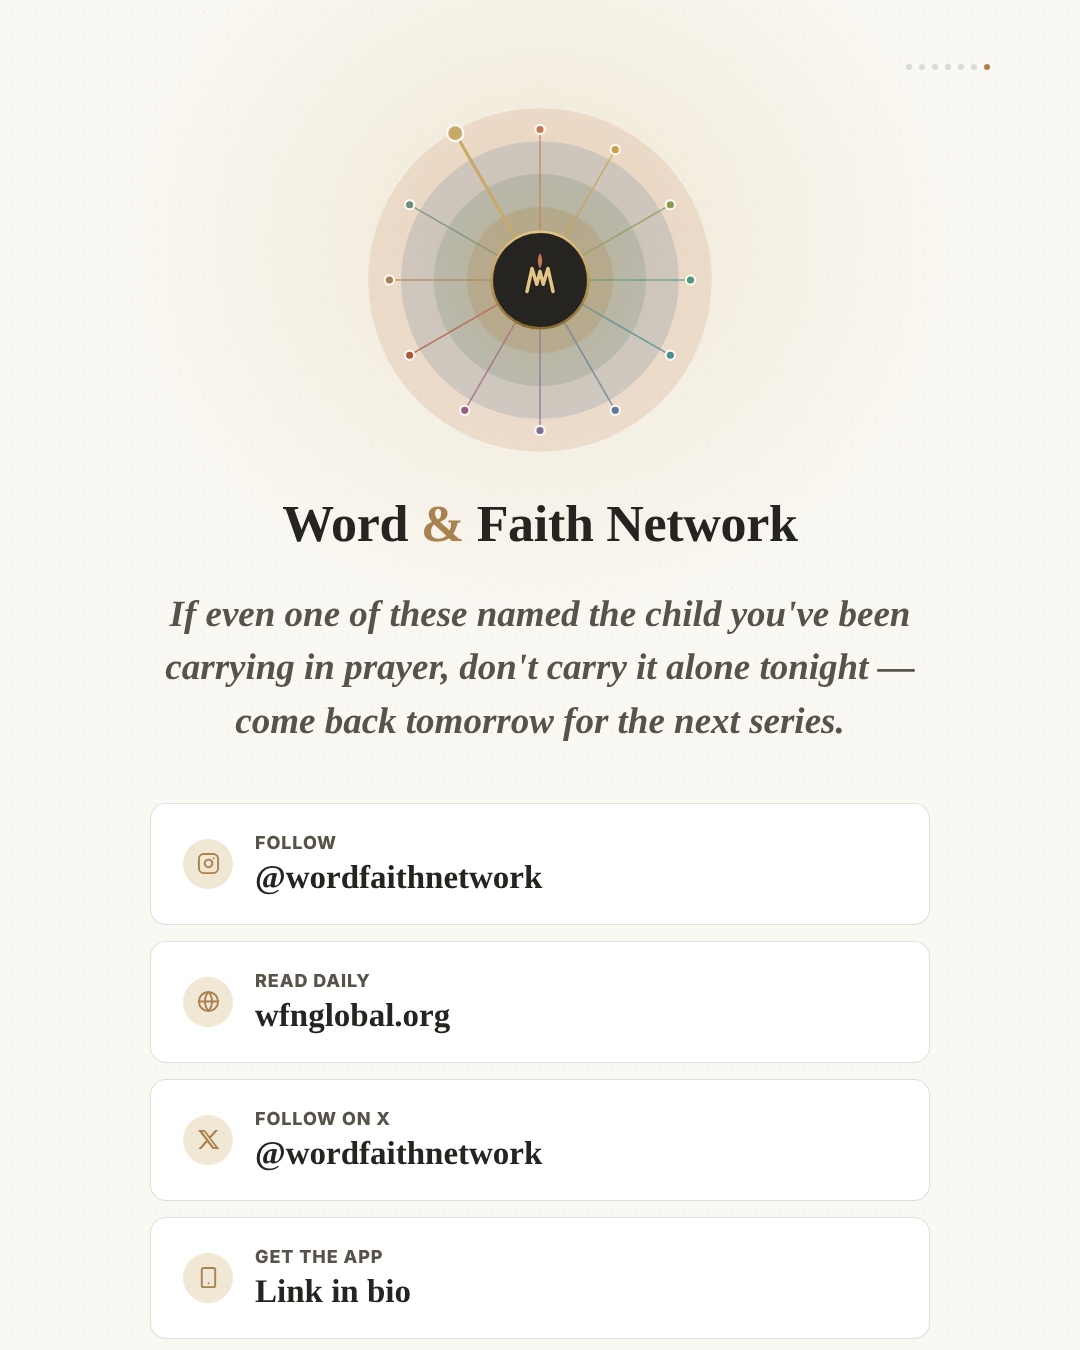 Word & Faith Network
If even one of these named the child you've been
carrying in prayer, don't carry it alone tonight —
come back tomorrow for the next series.
FOLLOW
@wordfaithnetwork
READ DAILY
wfnglobal.org
FOLLOW ON X
@wordfaithnetwork
GET THE APP
Link in bio